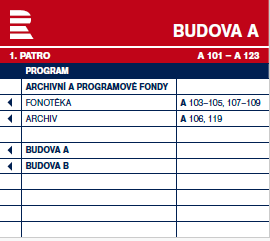 BUDOVA A
1. PATRO A 101 – A 123
PROGRAM
ARCHIVNÍ A PROGRAMOVÉ FONDY
FONOTÉKA A 103–105, 107–109
ARCHIV A 106, 119
BUDOVA A
BUDOVA B